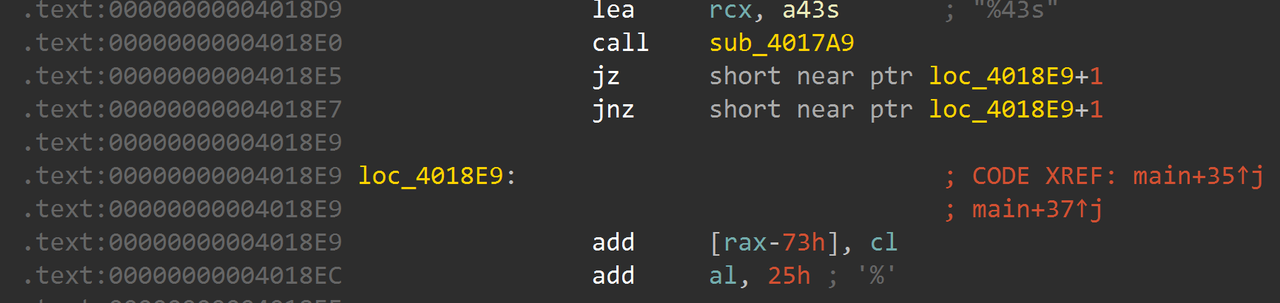 .text:00000000004018D9 lea rcx, a43s ; "%43s"
.text:00000000004018E0 call sub_4017A9
.text:00000000004018E5 jz short near ptr loc_4018E9+1
.text:00000000004018E7 jnz short near ptr loc_4018E9+1
.text:00000000004018E9
.text:00000000004018E9 loc_4018E9: ; CODE XREF: main+35↑j
.text:00000000004018E9 ; main+37↑j
.text:00000000004018E9 add [rax-73h], cl
.text:00000000004018EC add al, 25h ; '%'